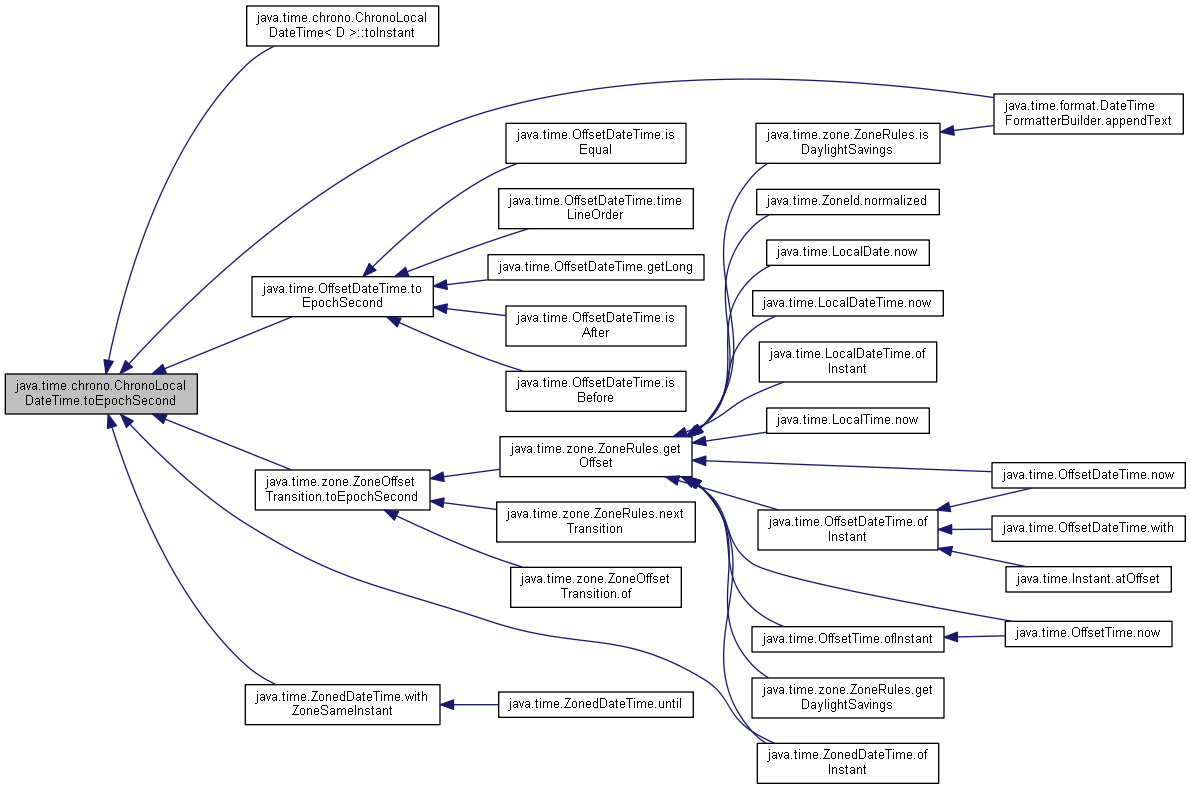 java.time.chrono.ChronoLocal
DateTime< D >::toInstant
java.time.format.DateTime
FormatterBuilder.appendText
java.time.OffsetDateTime.is
Equal
java.time.zone.ZoneRules.is
DaylightSavings
java.time.OffsetDateTime.time
LineOrder
java.time.ZoneId.normalized
java.time.LocalDate.now
java.time.OffsetDateTime.getLong
java.time.OffsetDateTime.to
EpochSecond
java.time.LocalDateTime.now
java.time.OffsetDateTime.is
After
java.time.LocalDateTime.of
Instant
java.time.chrono.ChronoLocal
DateTime.toEpochSecond
java.time.OffsetDateTime.is
Before
java.time.LocalTime.now
java.time.zone.ZoneRules.get
Offset
java.time.zone.ZoneOffset
Transition.toEpochSecond
java.time.OffsetDateTime.now
java.time.zone.ZoneRules.next
Transition
java.time.OffsetDateTime.of
Instant
java.time.OffsetDateTime.with
java.time.zone.ZoneOffset
Transition.of
java.time.Instant.atOffset
java.time.OffsetTime.ofInstant
java.time.OffsetTime.now
java.time.ZonedDateTime.with
ZoneSameInstant
java.time.ZonedDateTime.until
java.time.zone.ZoneRules.get
DaylightSavings
java.time.ZonedDateTime.of
Instant